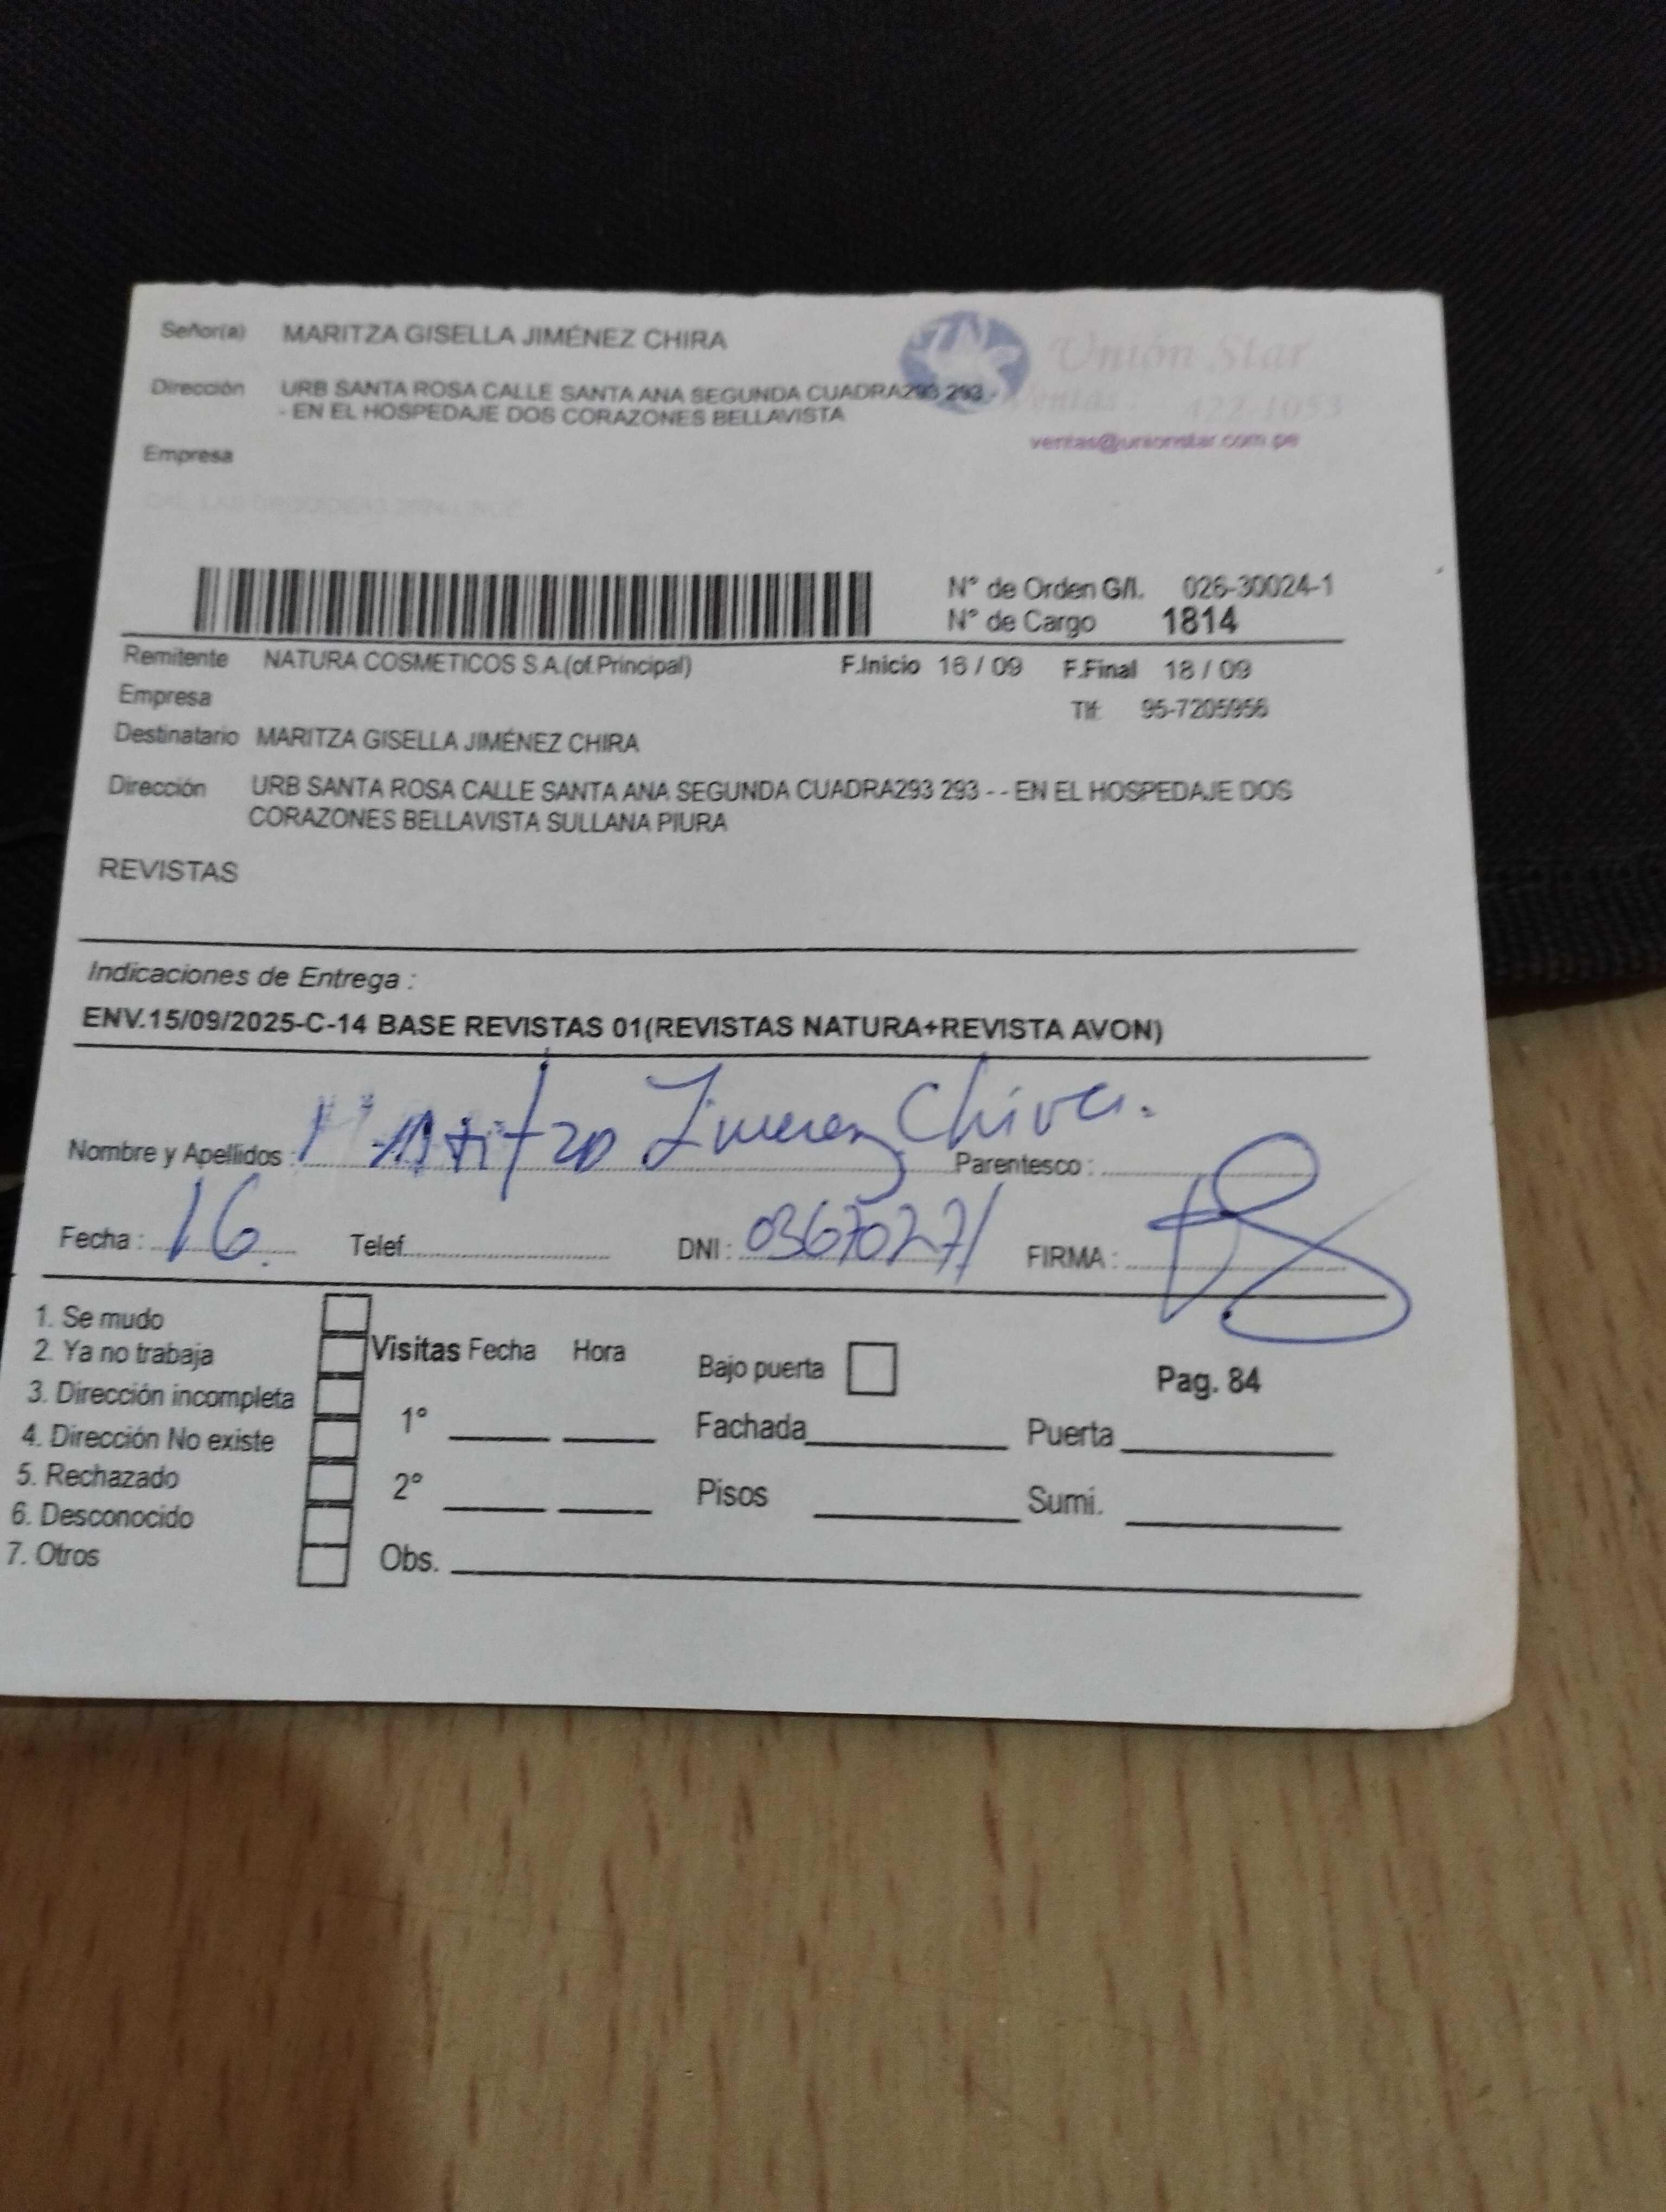 Señor(a) MARITZA GISELLA JIMÉNEZ CHIRA
Unión Star
Dirección URB SANTA ROSA CALLE SANTA ANA SEGUNDA CUADRA293 293 -
- EN EL HOSPEDAJE DOS CORAZONES BELLAVISTA
Ventas : 422-1053
ventas@unionstar.com.pe
Empresa
N° de Orden G/I. 026-30024-1
N° de Cargo 1814
Remitente NATURA COSMETICOS S.A.(of.Principal) F.Inicio 16 / 09 F.Final 18 / 09
Empresa
Tlf: 95-7205956
Destinatario MARITZA GISELLA JIMÉNEZ CHIRA
Dirección URB SANTA ROSA CALLE SANTA ANA SEGUNDA CUADRA293 293 - - EN EL HOSPEDAJE DOS
CORAZONES BELLAVISTA SULLANA PIURA
REVISTAS
Indicaciones de Entrega :
ENV.15/09/2025-C-14 BASE REVISTAS 01(REVISTAS NATURA+REVISTA AVON)
Nombre y Apellidos : Maritza Jimenez Chira. Parentesco :
Fecha : 16. Telef. DNI : 03670271 FIRMA :
1. Se mudo
2. Ya no trabaja
3. Dirección incompleta
4. Dirección No existe
5. Rechazado
6. Desconocido
7. Otros
Visitas Fecha Hora Bajo puerta Pag. 84
1° Fachada Puerta
2° Pisos Sumi.
Obs.